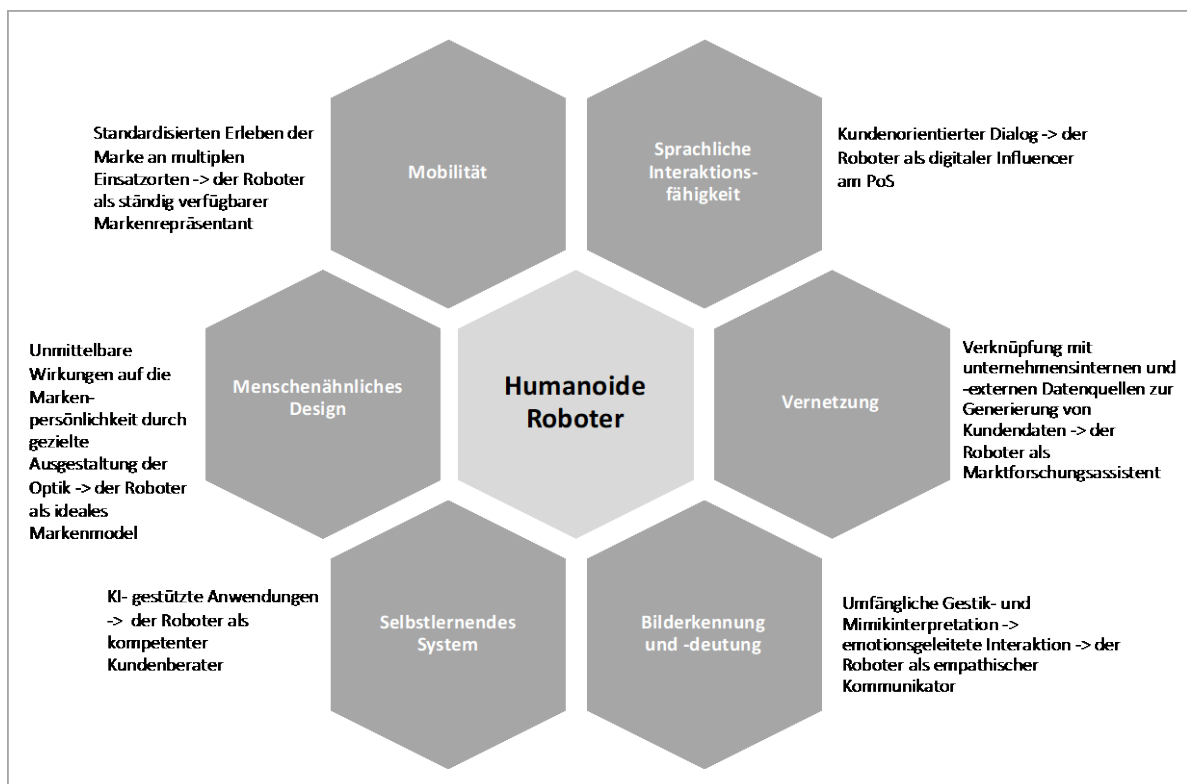 Standardisierten Erleben der
Marke an multiplen
Einsatzorten -> der Roboter
als ständig verfügbarer
Markenrepräsentant
Mobilität
Sprachliche
Interaktions-
fähigkeit
Kundenorientierter Dialog -> der
Roboter als digitaler Influencer
am PoS
Unmittelbare
Wirkungen auf die
Marken-
persönlichkeit durch
gezielte
Ausgestaltung der
Optik -> der Roboter
als ideales
Markenmodel
Menschenähnliches
Design
Humanoide
Roboter
Vernetzung
Verknüpfung mit
unternehmensinternen und
-externen Datenquellen zur
Generierung von
Kundendaten -> der
Roboter als
Marktforschungsassistent
KI- gestützte Anwendungen
-> der Roboter als
kompetenter
Kundenberater
Selbstlernendes
System
Bilderkennung
und -deutung
Umfängliche Gestik- und
Mimikinterpretation ->
emotionsgeleitete Interaktion -> der
Roboter als empathischer
Kommunikator